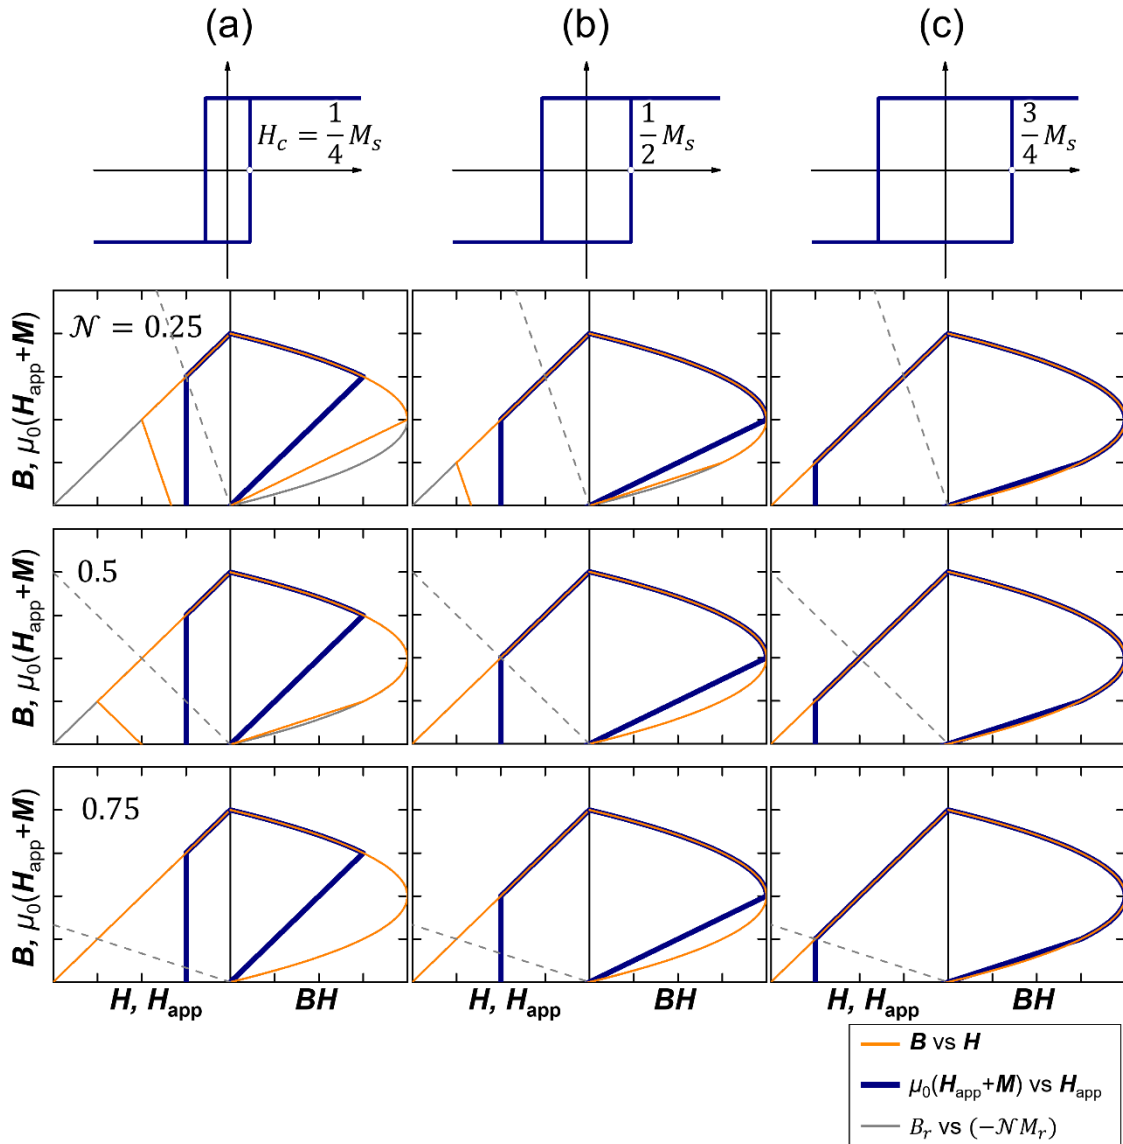 (a) (b) (c)
H_c = 1/4 M_s 1/2 M_s 3/4 M_s
𝒩 = 0.25
B, μ₀(H_app+M)
0.5
B, μ₀(H_app+M)
0.75
B, μ₀(H_app+M)
H, H_app BH H, H_app BH H, H_app BH
B vs H
μ₀(H_app+M) vs H_app
B_r vs (−𝒩M_r)